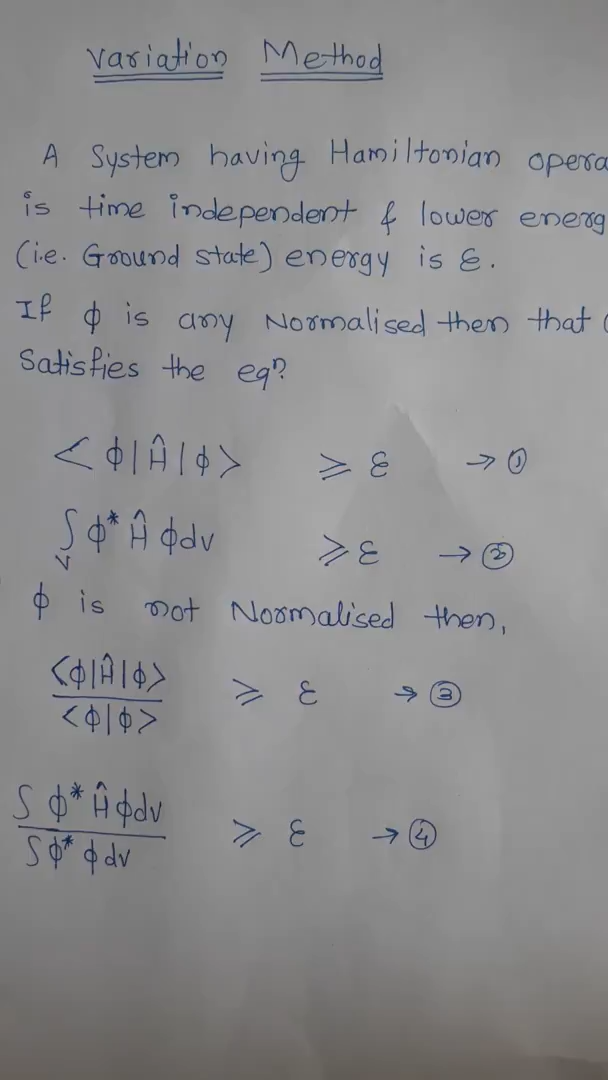 Variation Method
A System having Hamiltonian opera
is time independent & lower energ
(i.e. Ground state) energy is ε.
If ϕ is any Normalised then that
Satisfies the eqⁿ?
<ϕ|Ĥ|ϕ> ⩾ ε → ①
∫ᵥ ϕ* Ĥ ϕdv ⩾ ε → ②
ϕ is not Normalised then,
<ϕ|Ĥ|ϕ>
<ϕ|ϕ> ⩾ ε → ③
∫ ϕ* Ĥ ϕdv
∫ϕ* ϕdv ⩾ ε → ④